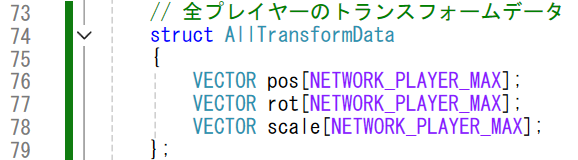 73 // 全プレイヤーのトランスフォームデータ
74 struct AllTransformData
75 {
76 VECTOR pos[NETWORK_PLAYER_MAX];
77 VECTOR rot[NETWORK_PLAYER_MAX];
78 VECTOR scale[NETWORK_PLAYER_MAX];
79 };